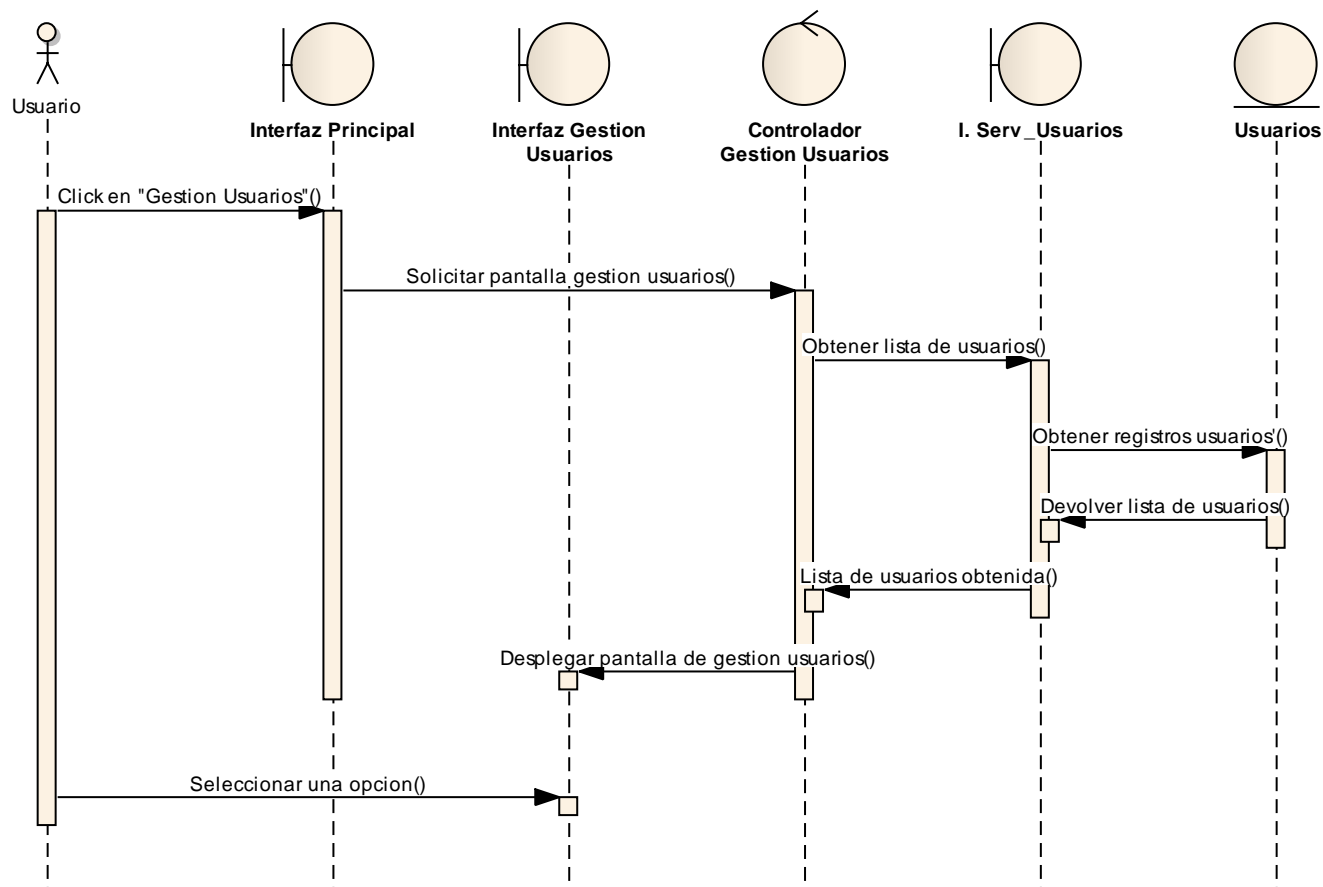 Usuario
Interfaz Principal
Interfaz Gestion
Usuarios
Controlador
Gestion Usuarios
I. Serv_Usuarios
Usuarios
Click en "Gestion Usuarios"()
Solicitar pantalla gestion usuarios()
Obtener lista de usuarios()
Obtener registros usuarios'()
Devolver lista de usuarios()
Lista de usuarios obtenida()
Desplegar pantalla de gestion usuarios()
Seleccionar una opcion()